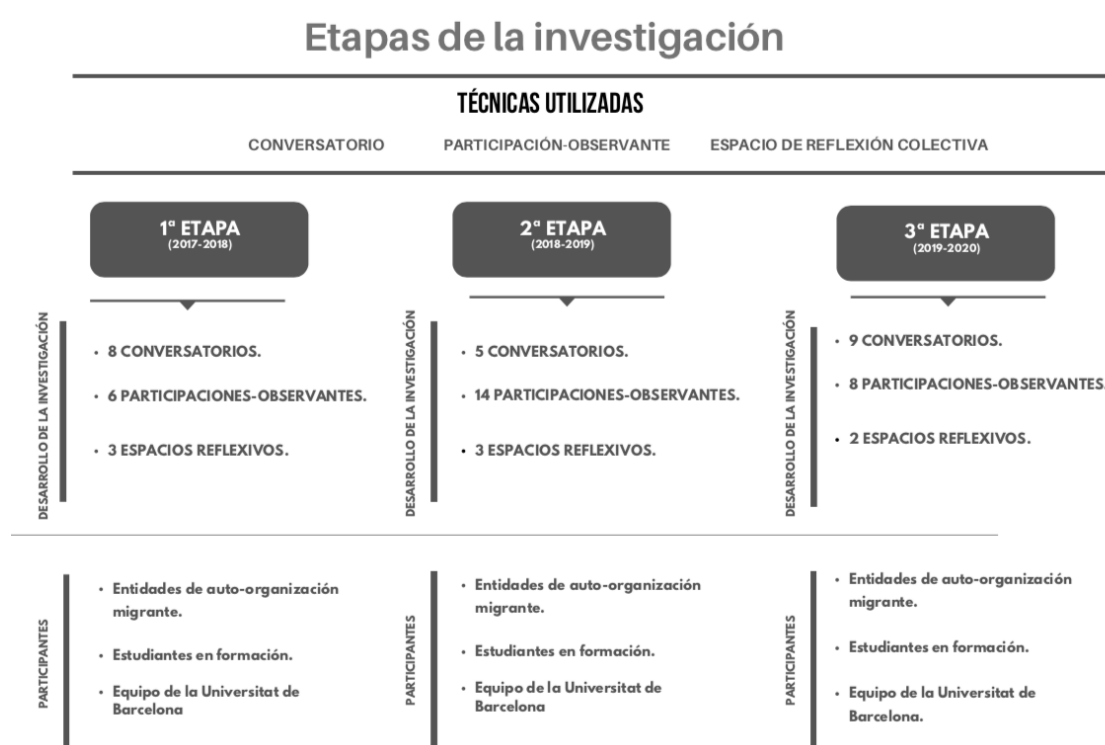 Etapas de la investigación
TÉCNICAS UTILIZADAS
CONVERSATORIO
PARTICIPACIÓN-OBSERVANTE
ESPACIO DE REFLEXIÓN COLECTIVA
1ª ETAPA
(2017-2018)
DESARROLLO DE LA INVESTIGACIÓN
• 8 CONVERSATORIOS.
• 6 PARTICIPACIONES-OBSERVANTES.
• 3 ESPACIOS REFLEXIVOS.
2ª ETAPA
(2018-2019)
DESARROLLO DE LA INVESTIGACIÓN
• 5 CONVERSATORIOS.
• 14 PARTICIPACIONES-OBSERVANTES.
• 3 ESPACIOS REFLEXIVOS.
3ª ETAPA
(2019-2020)
DESARROLLO DE LA INVESTIGACIÓN
• 9 CONVERSATORIOS.
• 8 PARTICIPACIONES-OBSERVANTES.
• 2 ESPACIOS REFLEXIVOS.
PARTICIPANTES
• Entidades de auto-organización
migrante.
• Estudiantes en formación.
• Equipo de la Universitat de
Barcelona
PARTICIPANTES
• Entidades de auto-organización
migrante.
• Estudiantes en formación.
• Equipo de la Universitat de
Barcelona
PARTICIPANTES
• Entidades de auto-organización
migrante.
• Estudiantes en formación.
• Equipo de la Universitat de
Barcelona.